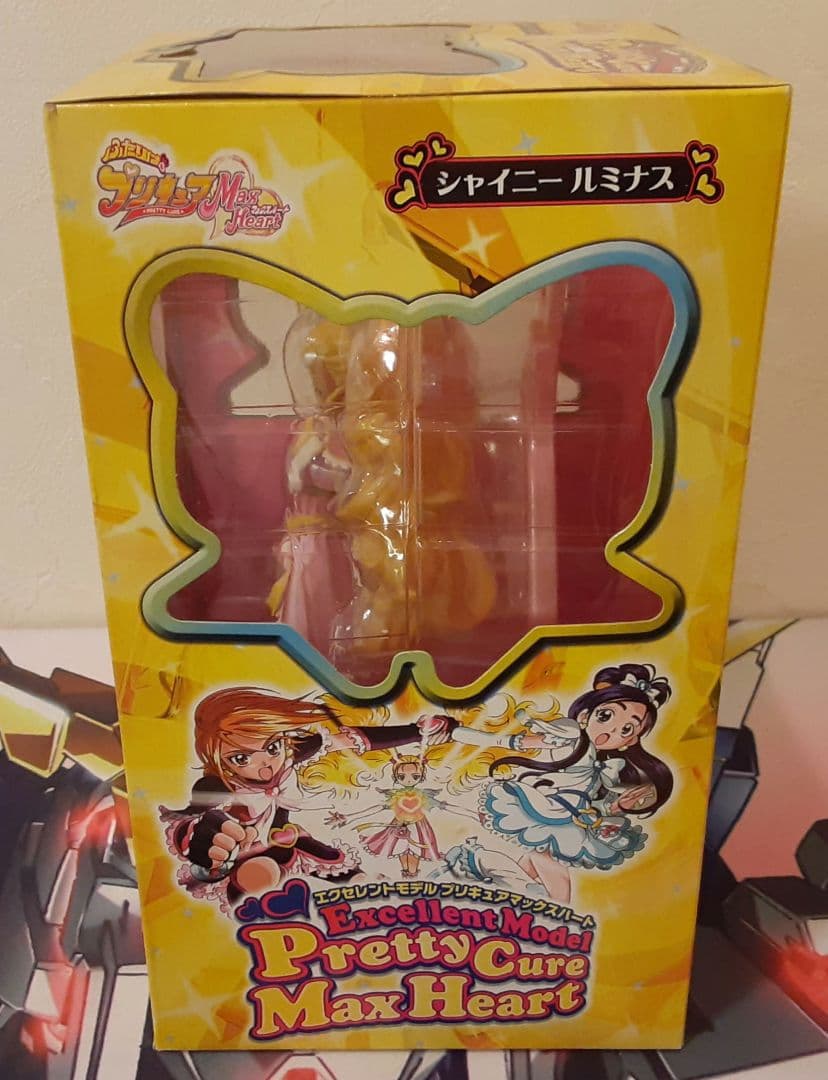 ふたりは
プリキュア
PRETTY CURE
Max
Heart
シャイニー ルミナス
エクセレントモデル プリキュアマックスハート
Excellent Model
Pretty Cure
Max Heart